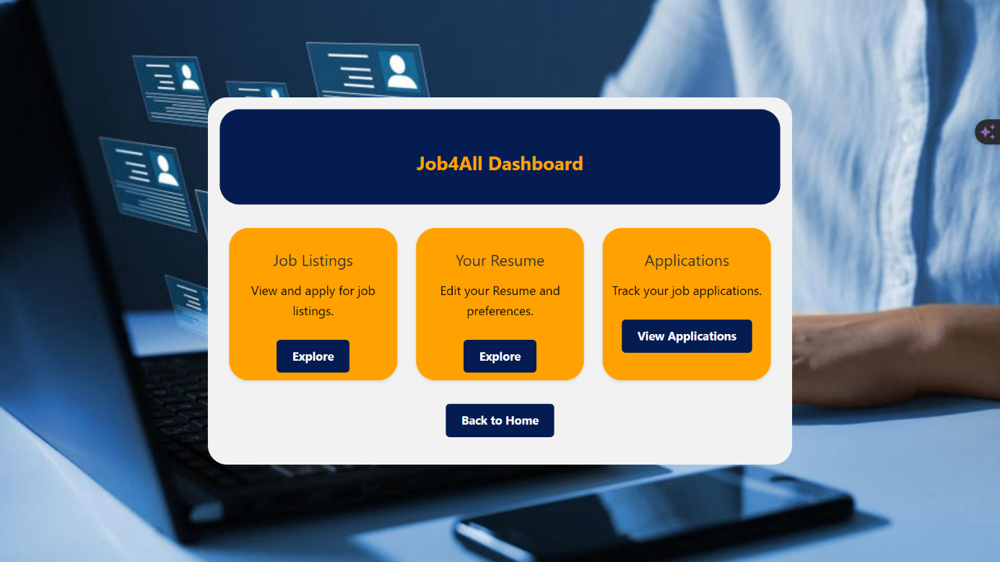 Job4All Dashboard
Job Listings
View and apply for job
listings.
Explore
Your Resume
Edit your Resume and
preferences.
Explore
Applications
Track your job applications.
View Applications
Back to Home